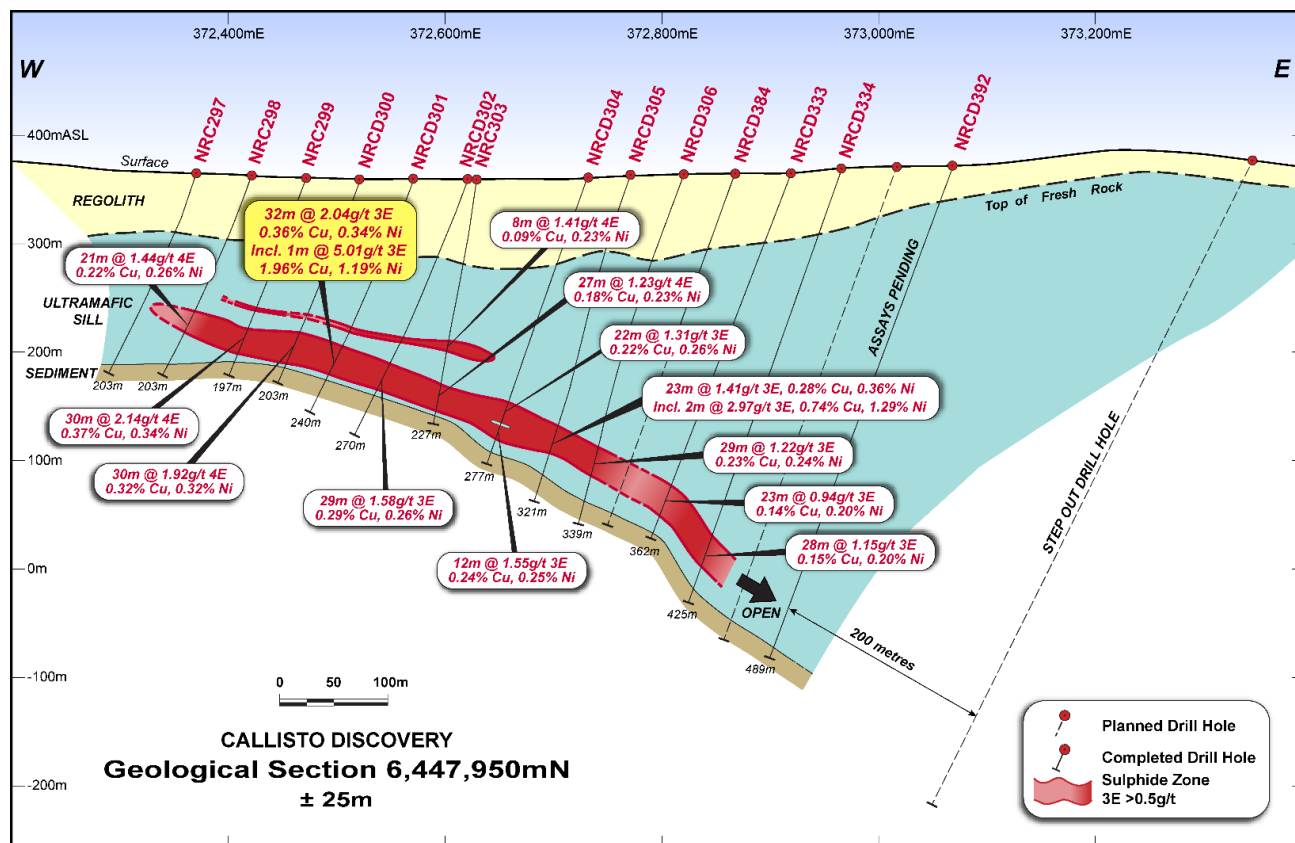 372,400mE
372,600mE
372,800mE
373,000mE
373,200mE
W
E
400mASL
300m
200m
100m
0m
-100m
-200m
Surface
NRC297
NRC298
NRC299
NRCD300
NRCD301
NRCD302
NRC303
NRCD304
NRCD305
NRCD306
NRCD384
NRCD333
NRCD334
NRCD392
REGOLITH
Top of Fresh Rock
ULTRAMAFIC
SILL
SEDIMENT
32m @ 2.04g/t 3E
0.36% Cu, 0.34% Ni
Incl. 1m @ 5.01g/t 3E
1.96% Cu, 1.19% Ni
8m @ 1.41g/t 4E
0.09% Cu, 0.23% Ni
21m @ 1.44g/t 4E
0.22% Cu, 0.26% Ni
27m @ 1.23g/t 4E
0.18% Cu, 0.23% Ni
22m @ 1.31g/t 3E
0.22% Cu, 0.26% Ni
23m @ 1.41g/t 3E, 0.28% Cu, 0.36% Ni
Incl. 2m @ 2.97g/t 3E, 0.74% Cu, 1.29% Ni
30m @ 2.14g/t 4E
0.37% Cu, 0.34% Ni
29m @ 1.22g/t 3E
0.23% Cu, 0.24% Ni
30m @ 1.92g/t 4E
0.32% Cu, 0.32% Ni
29m @ 1.58g/t 3E
0.29% Cu, 0.26% Ni
23m @ 0.94g/t 3E
0.14% Cu, 0.20% Ni
12m @ 1.55g/t 3E
0.24% Cu, 0.25% Ni
28m @ 1.15g/t 3E
0.15% Cu, 0.20% Ni
203m
203m
197m
203m
240m
270m
227m
277m
321m
339m
362m
425m
489m
ASSAYS PENDING
STEP OUT DRILL HOLE
OPEN
200 metres
0 50 100m
CALLISTO DISCOVERY
Geological Section 6,447,950mN
± 25m
Planned Drill Hole
Completed Drill Hole
Sulphide Zone
3E >0.5g/t